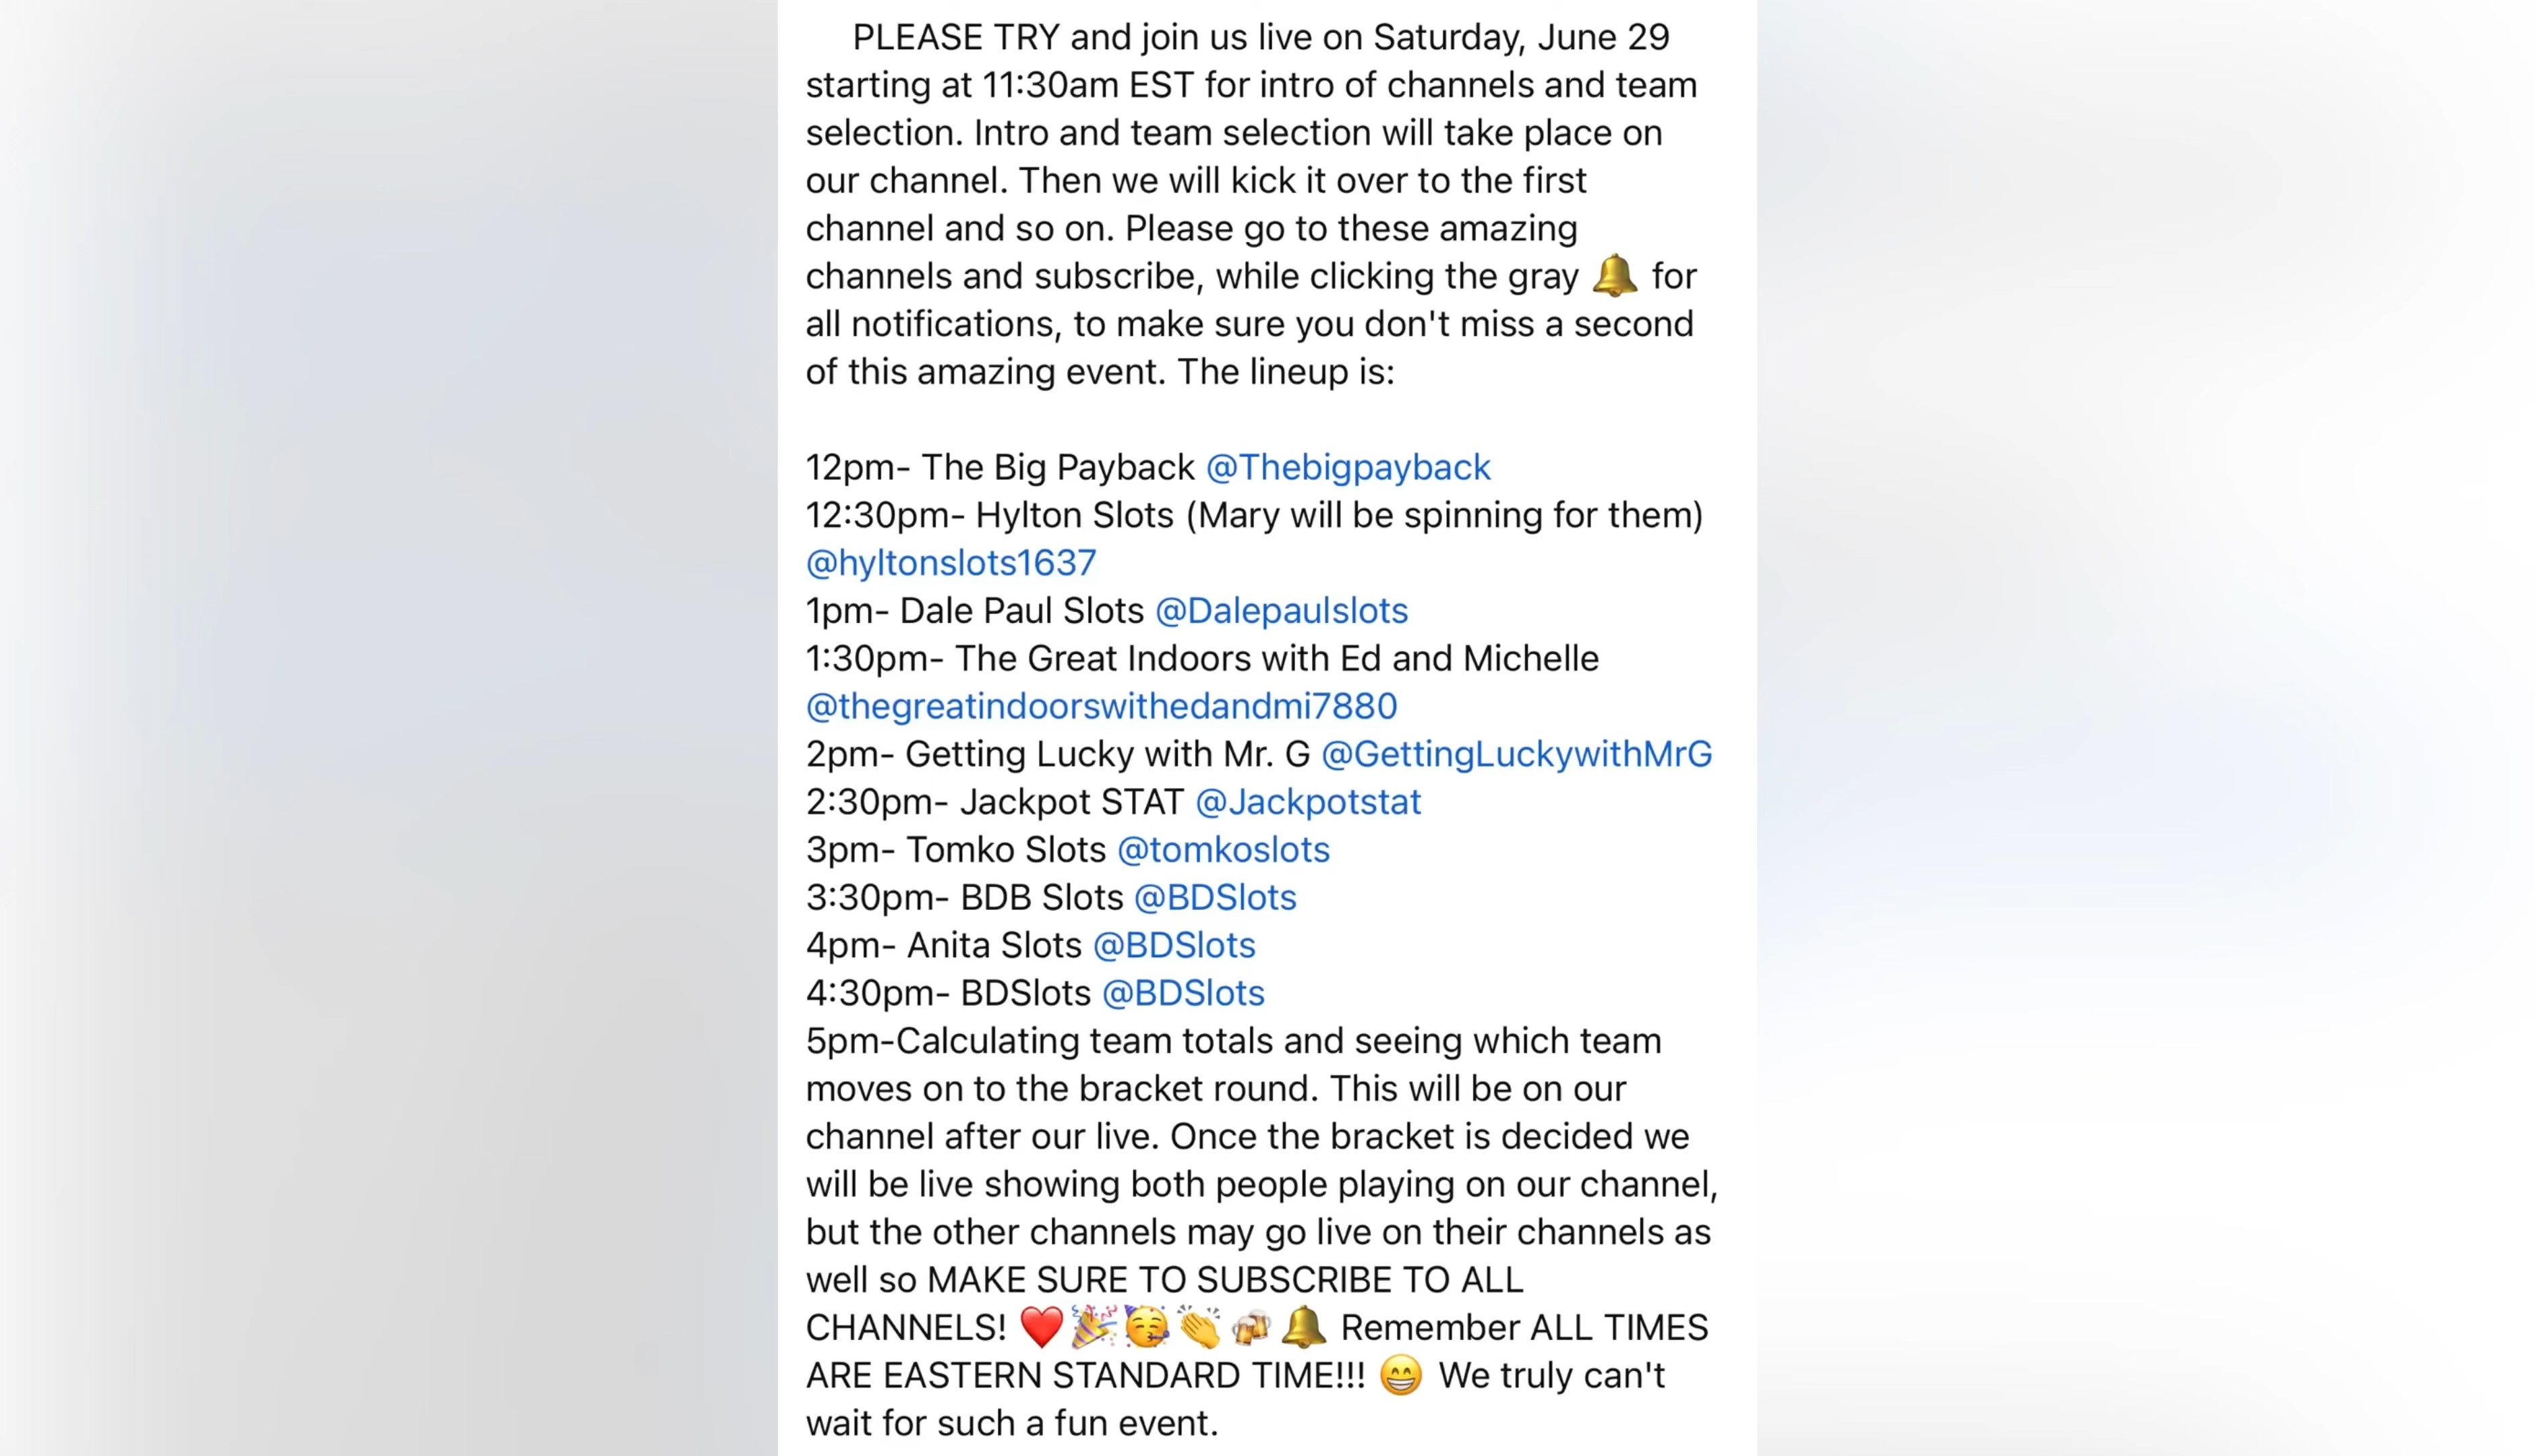 PLEASE TRY and join us live on Saturday, June 29
starting at 11:30am EST for intro of channels and team
selection. Intro and team selection will take place on
our channel. Then we will kick it over to the first
channel and so on. Please go to these amazing
channels and subscribe, while clicking the gray 🔔 for
all notifications, to make sure you don't miss a second
of this amazing event. The lineup is:
12pm- The Big Payback @Thebigpayback
12:30pm- Hylton Slots (Mary will be spinning for them)
@hyltonslots1637
1pm- Dale Paul Slots @Dalepaulslots
1:30pm- The Great Indoors with Ed and Michelle
@thegreatindoorswithedandmi7880
2pm- Getting Lucky with Mr. G @GettingLuckywithMrG
2:30pm- Jackpot STAT @Jackpotstat
3pm- Tomko Slots @tomkoslots
3:30pm- BDB Slots @BDSlots
4pm- Anita Slots @BDSlots
4:30pm- BDSlots @BDSlots
5pm-Calculating team totals and seeing which team
moves on to the bracket round. This will be on our
channel after our live. Once the bracket is decided we
will be live showing both people playing on our channel,
but the other channels may go live on their channels as
well so MAKE SURE TO SUBSCRIBE TO ALL
CHANNELS! ❤️🎉🥳👏🍻🔔 Remember ALL TIMES
ARE EASTERN STANDARD TIME!!! 😁 We truly can't
wait for such a fun event.